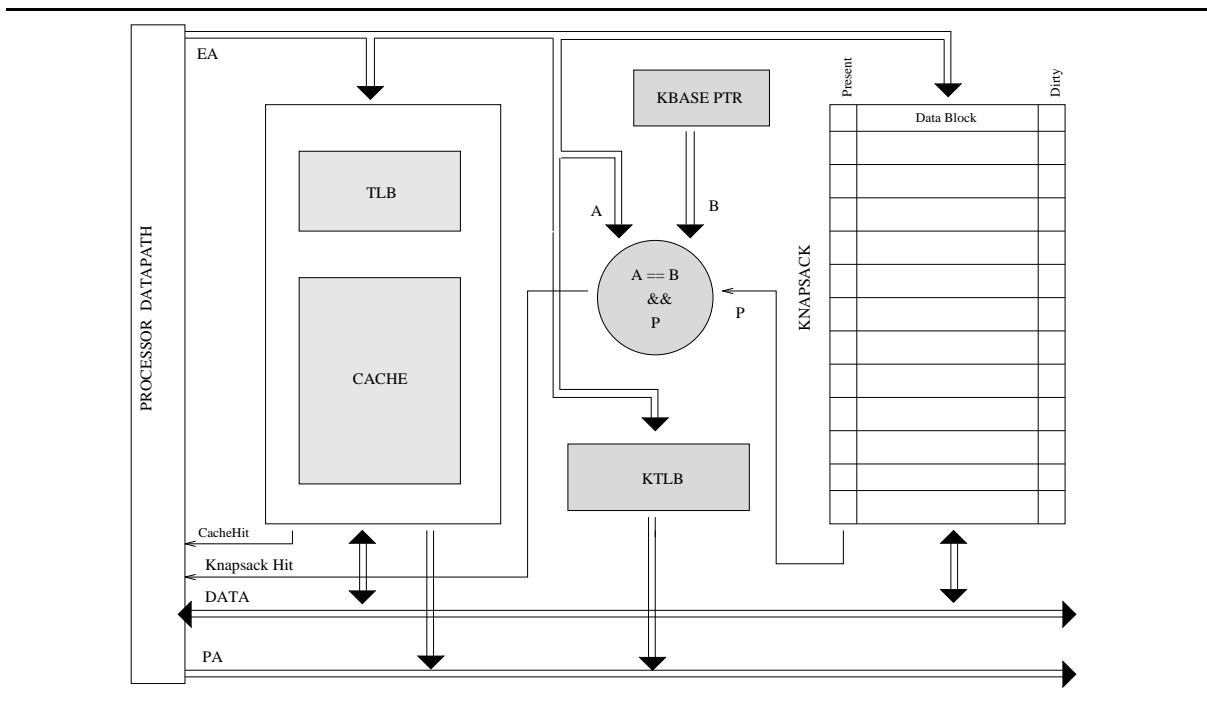 EA
KBASE PTR
Present
Dirty
Data Block
TLB
A
B
PROCESSOR DATAPATH
KNAPSACK
A == B
&&
P
P
CACHE
KTLB
CacheHit
Knapsack Hit
DATA
PA